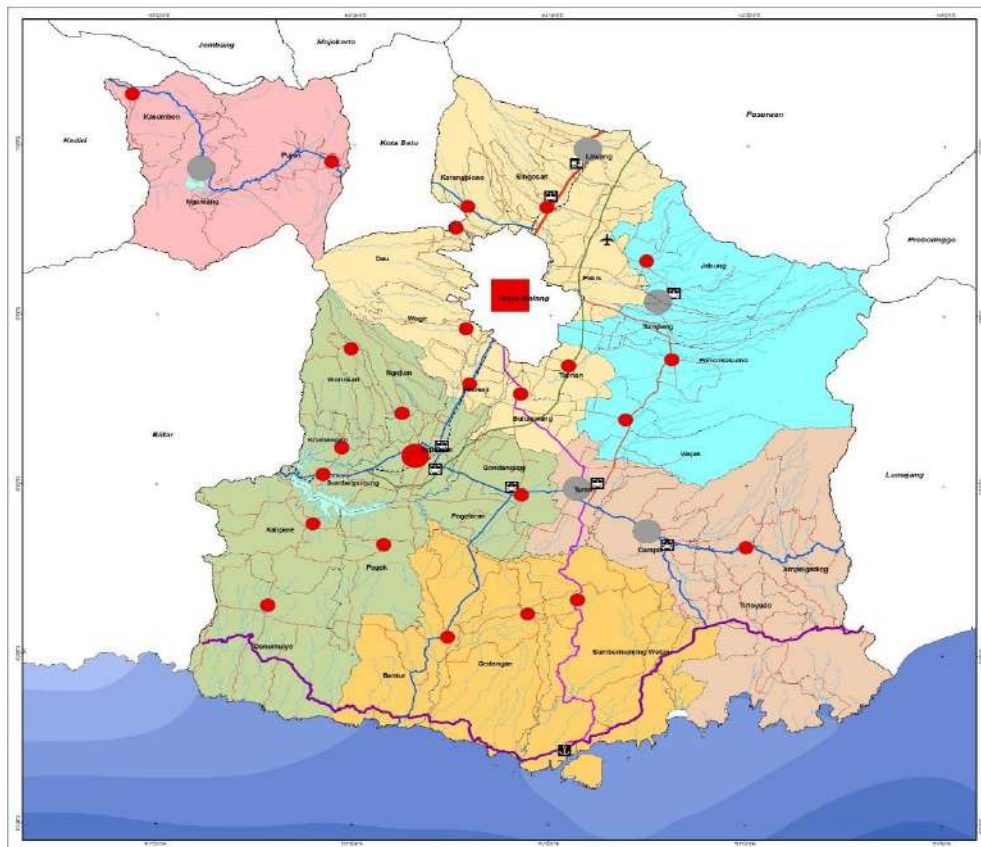 Jombang
Mojokerto
Pasuruan
Kasembon
Kediri
Kota Batu
Pujon
Ngantang
Lawang
Singosari
Karangploso
Probolinggo
Jabung
Dau
Pakis
Kota Malang
Tumpang
Wagir
Poncokusumo
Tajinan
Wonosari
Ngajum
Pakisaji
Bululawang
Blitar
Kromengan
Wajak
Lumajang
Gondanglegi
Sumberpucung
Turen
Pagelaran
Kalipare
Dampit
Pagak
Ampelgading
Tirtoyudo
Donomulyo
Gedangan
Sumbermanjing Wetan
Bantur